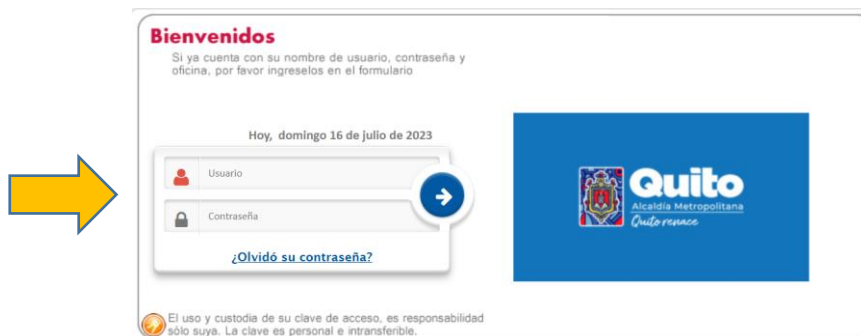 Bienvenidos
Si ya cuenta con su nombre de usuario, contraseña y
oficina, por favor ingreselos en el formulario
Hoy, domingo 16 de julio de 2023
Usuario
Contraseña
¿Olvidó su contraseña?
Quito
Alcaldía Metropolitana
Quito renace
El uso y custodia de su clave de acceso, es responsabilidad
sólo suya. La clave es personal e intransferible.